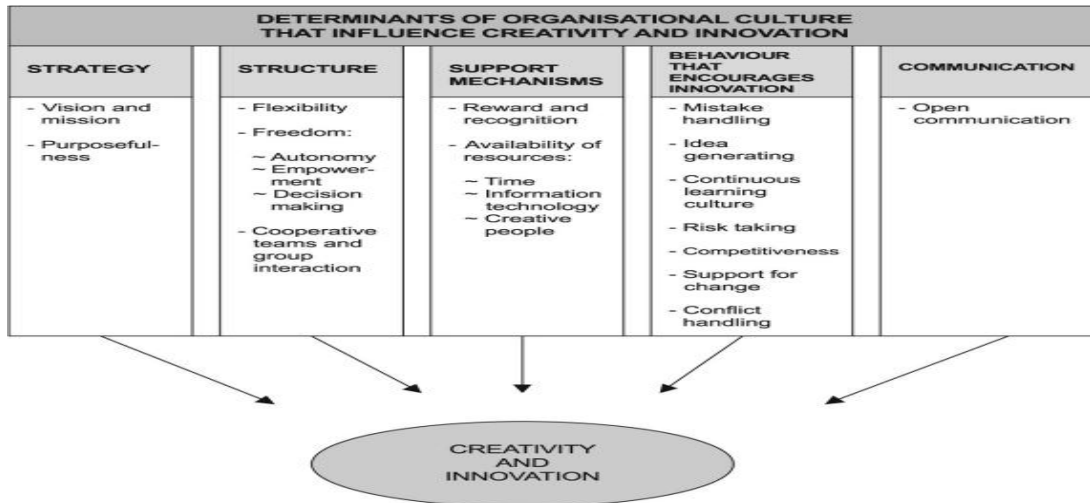 DETERMINANTS OF ORGANISATIONAL CULTURE
THAT INFLUENCE CREATIVITY AND INNOVATION
STRATEGY
- Vision and
mission
- Purposeful-
ness
STRUCTURE
- Flexibility
- Freedom:
~ Autonomy
~ Empower-
ment
~ Decision
making
- Cooperative
teams and
group
interaction
SUPPORT
MECHANISMS
- Reward and
recognition
- Availability of
resources:
~ Time
~ Information
technology
~ Creative
people
BEHAVIOUR
THAT
ENCOURAGES
INNOVATION
- Mistake
handling
- Idea
generating
- Continuous
learning
culture
- Risk taking
- Competitiveness
- Support for
change
- Conflict
handling
COMMUNICATION
- Open
communication
CREATIVITY
AND
INNOVATION